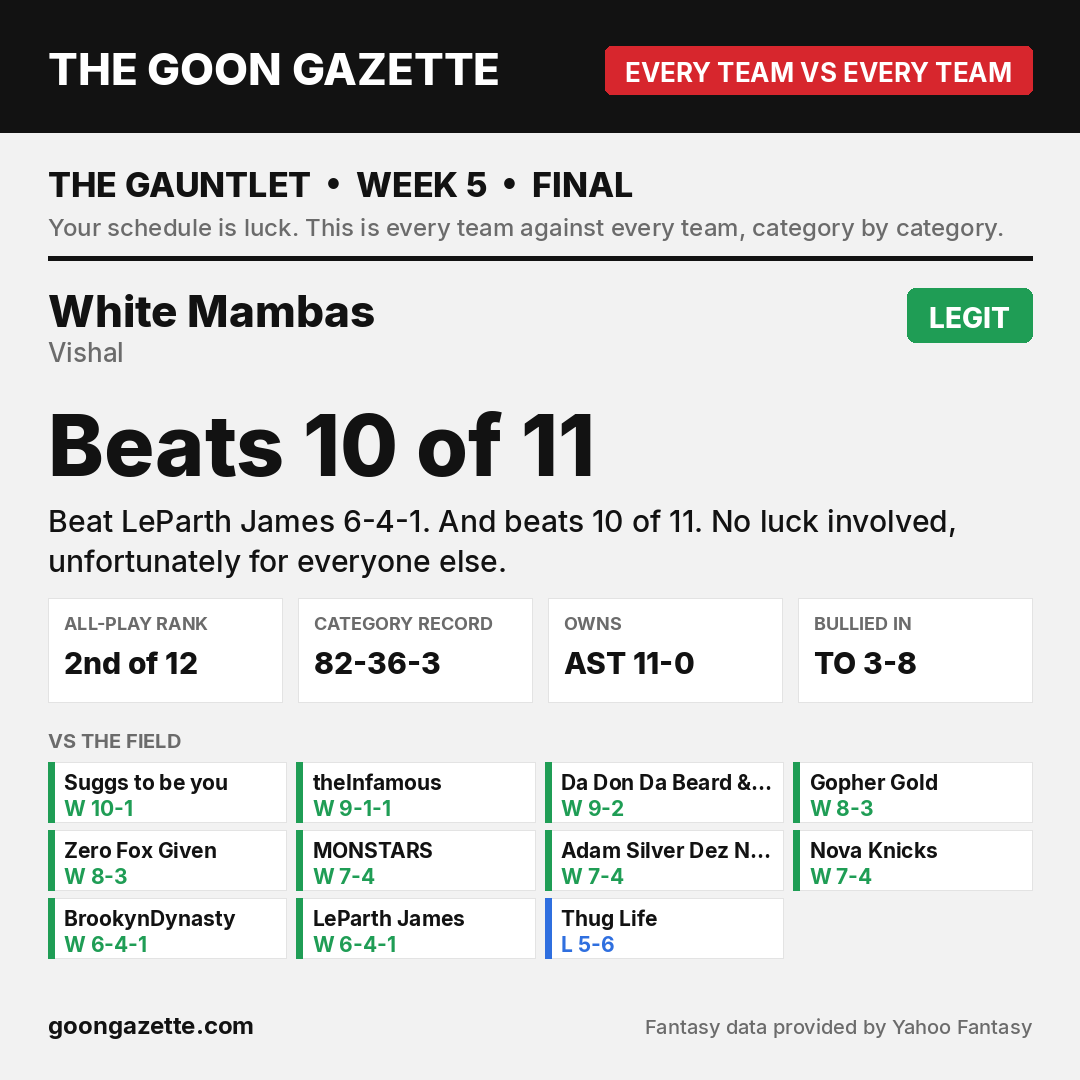 THE GOON GAZETTE
EVERY TEAM VS EVERY TEAM
THE GAUNTLET • WEEK 5 • FINAL
Your schedule is luck. This is every team against every team, category by category.
White Mambas
LEGIT
Vishal
Beats 10 of 11
Beat LeParth James 6-4-1. And beats 10 of 11. No luck involved,
unfortunately for everyone else.
ALL-PLAY RANK
2nd of 12
CATEGORY RECORD
82-36-3
OWNS
AST 11-0
BULLIED IN
TO 3-8
VS THE FIELD
Suggs to be you
W 10-1
theInfamous
W 9-1-1
Da Don Da Beard &...
W 9-2
Gopher Gold
W 8-3
Zero Fox Given
W 8-3
MONSTARS
W 7-4
Adam Silver Dez N...
W 7-4
Nova Knicks
W 7-4
BrookynDynasty
W 6-4-1
LeParth James
W 6-4-1
Thug Life
L 5-6
goongazette.com
Fantasy data provided by Yahoo Fantasy